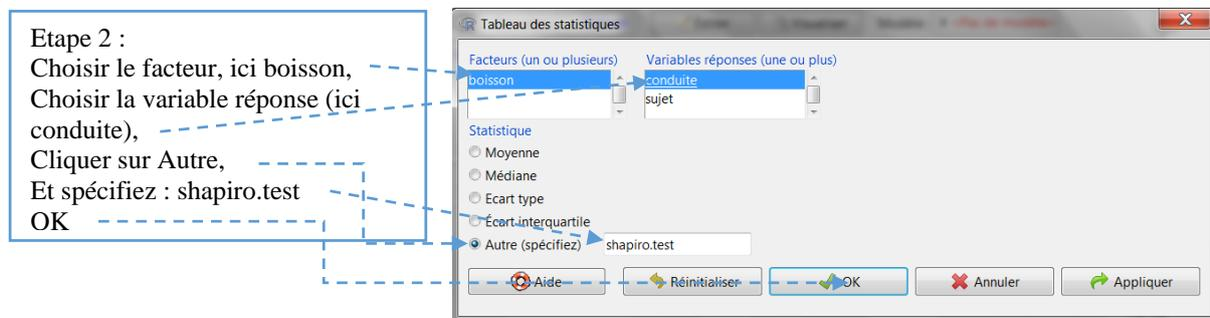 Etape 2 :
Choisir le facteur, ici boisson,
Choisir la variable réponse (ici
conduite),
Cliquer sur Autre,
Et spécifiez : shapiro.test
OK
Tableau des statistiques
Facteurs (un ou plusieurs)
Variables réponses (une ou plus)
boisson
conduite
sujet
Statistique
Moyenne
Médiane
Ecart type
Écart interquartile
Autre (spécifiez)
shapiro.test
Aide
Réinitialiser
OK
Annuler
Appliquer